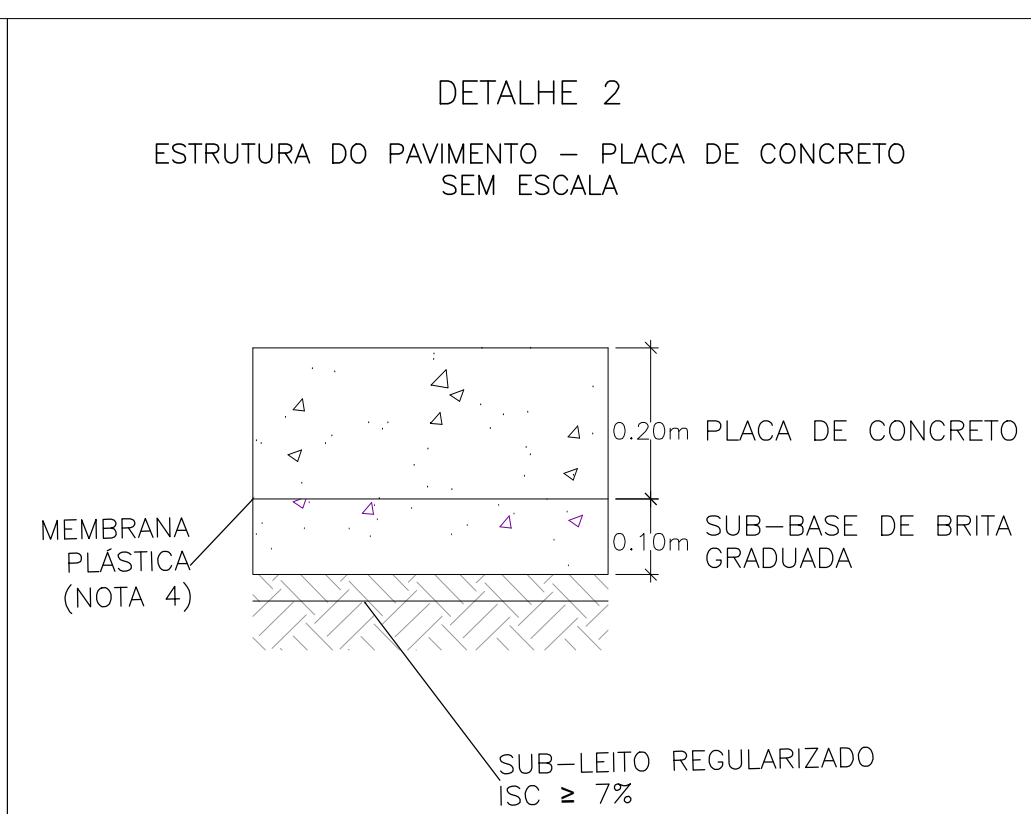 DETALHE 2
ESTRUTURA DO PAVIMENTO – PLACA DE CONCRETO
SEM ESCALA
0.20m PLACA DE CONCRETO
MEMBRANA
PLÁSTICA
(NOTA 4)
0.10m
SUB-BASE DE BRITA
GRADUADA
SUB-LEITO REGULARIZADO
ISC ≥ 7%